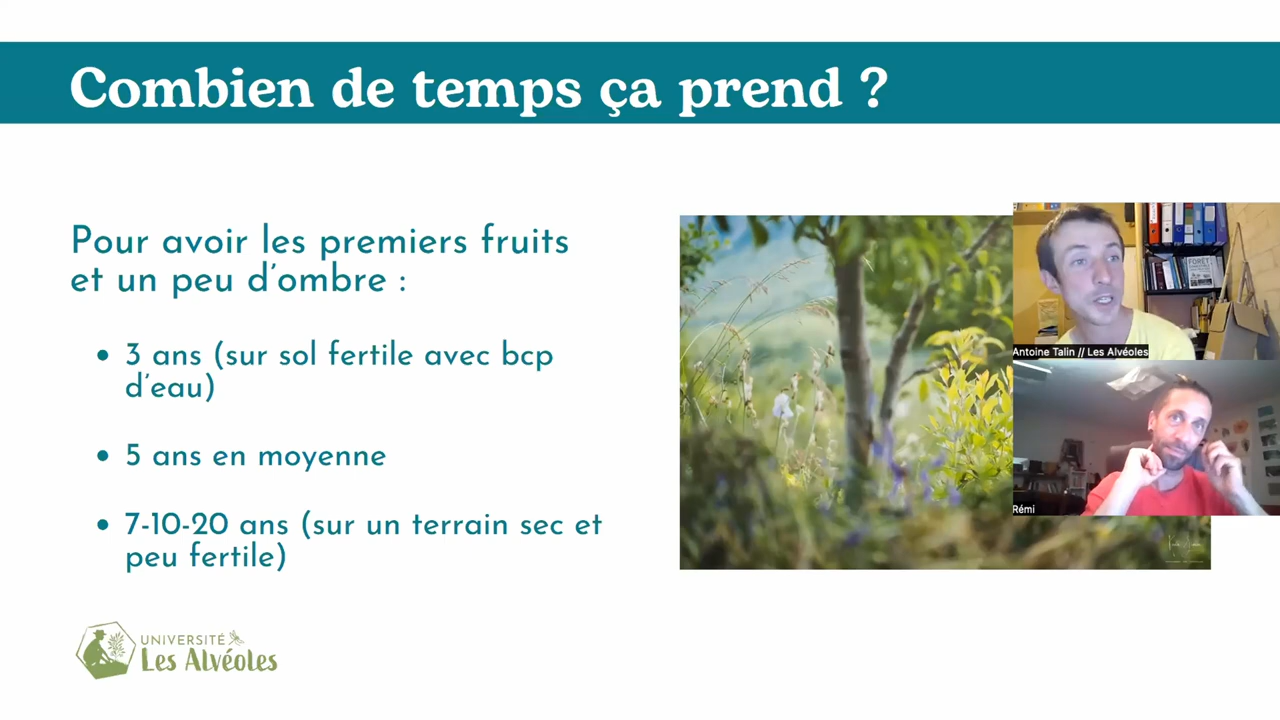 Combien de temps ça prend ?
Pour avoir les premiers fruits
et un peu d'ombre :
• 3 ans (sur sol fertile avec bcp
d'eau)
• 5 ans en moyenne
• 7-10-20 ans (sur un terrain sec et
peu fertile)
FORÊT
Antoine Talin // Les Alvéoles
Rémi
UNIVERSITÉ
Les Alvéoles